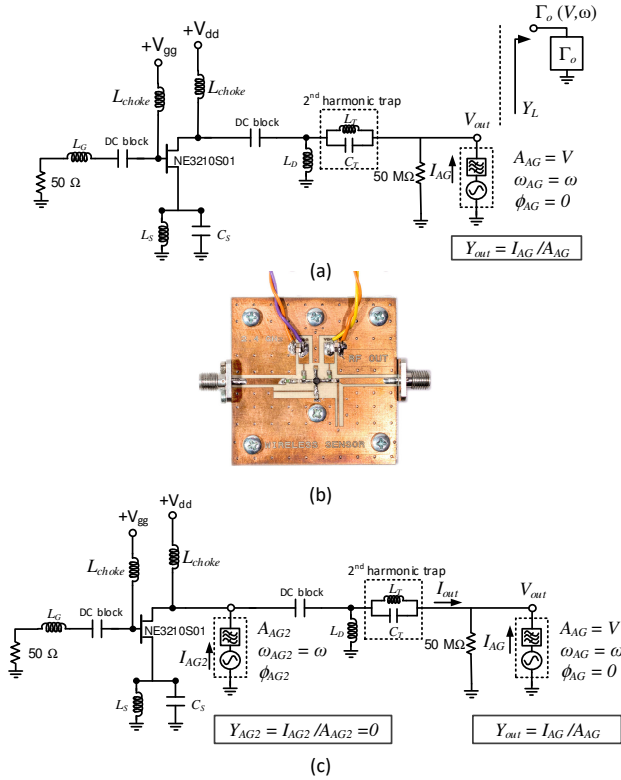 Γo (V,ω)
+Vdd
+Vgg
Γo
Lchoke
Lchoke
2nd harmonic trap
YL
LT
Vout
DC block
LG
DC block
NE3210S01
CT
AAG = V
LD
50 MΩ
IAG
ωAG = ω
50 Ω
ϕAG = 0
LS
CS
Yout = IAG /AAG
(a)
RF OUT
WIRELESS SENSOR
(b)
+Vdd
+Vgg
Lchoke
Lchoke
2nd harmonic trap
LT
Iout
Vout
DC block
LG
DC block
NE3210S01
CT
AAG2
LD
AAG = V
50 Ω
IAG2
ωAG2 = ω
50 MΩ
IAG
ωAG = ω
ϕAG2
ϕAG = 0
LS
CS
YAG2 = IAG2 /AAG2 =0
Yout = IAG /AAG
(c)